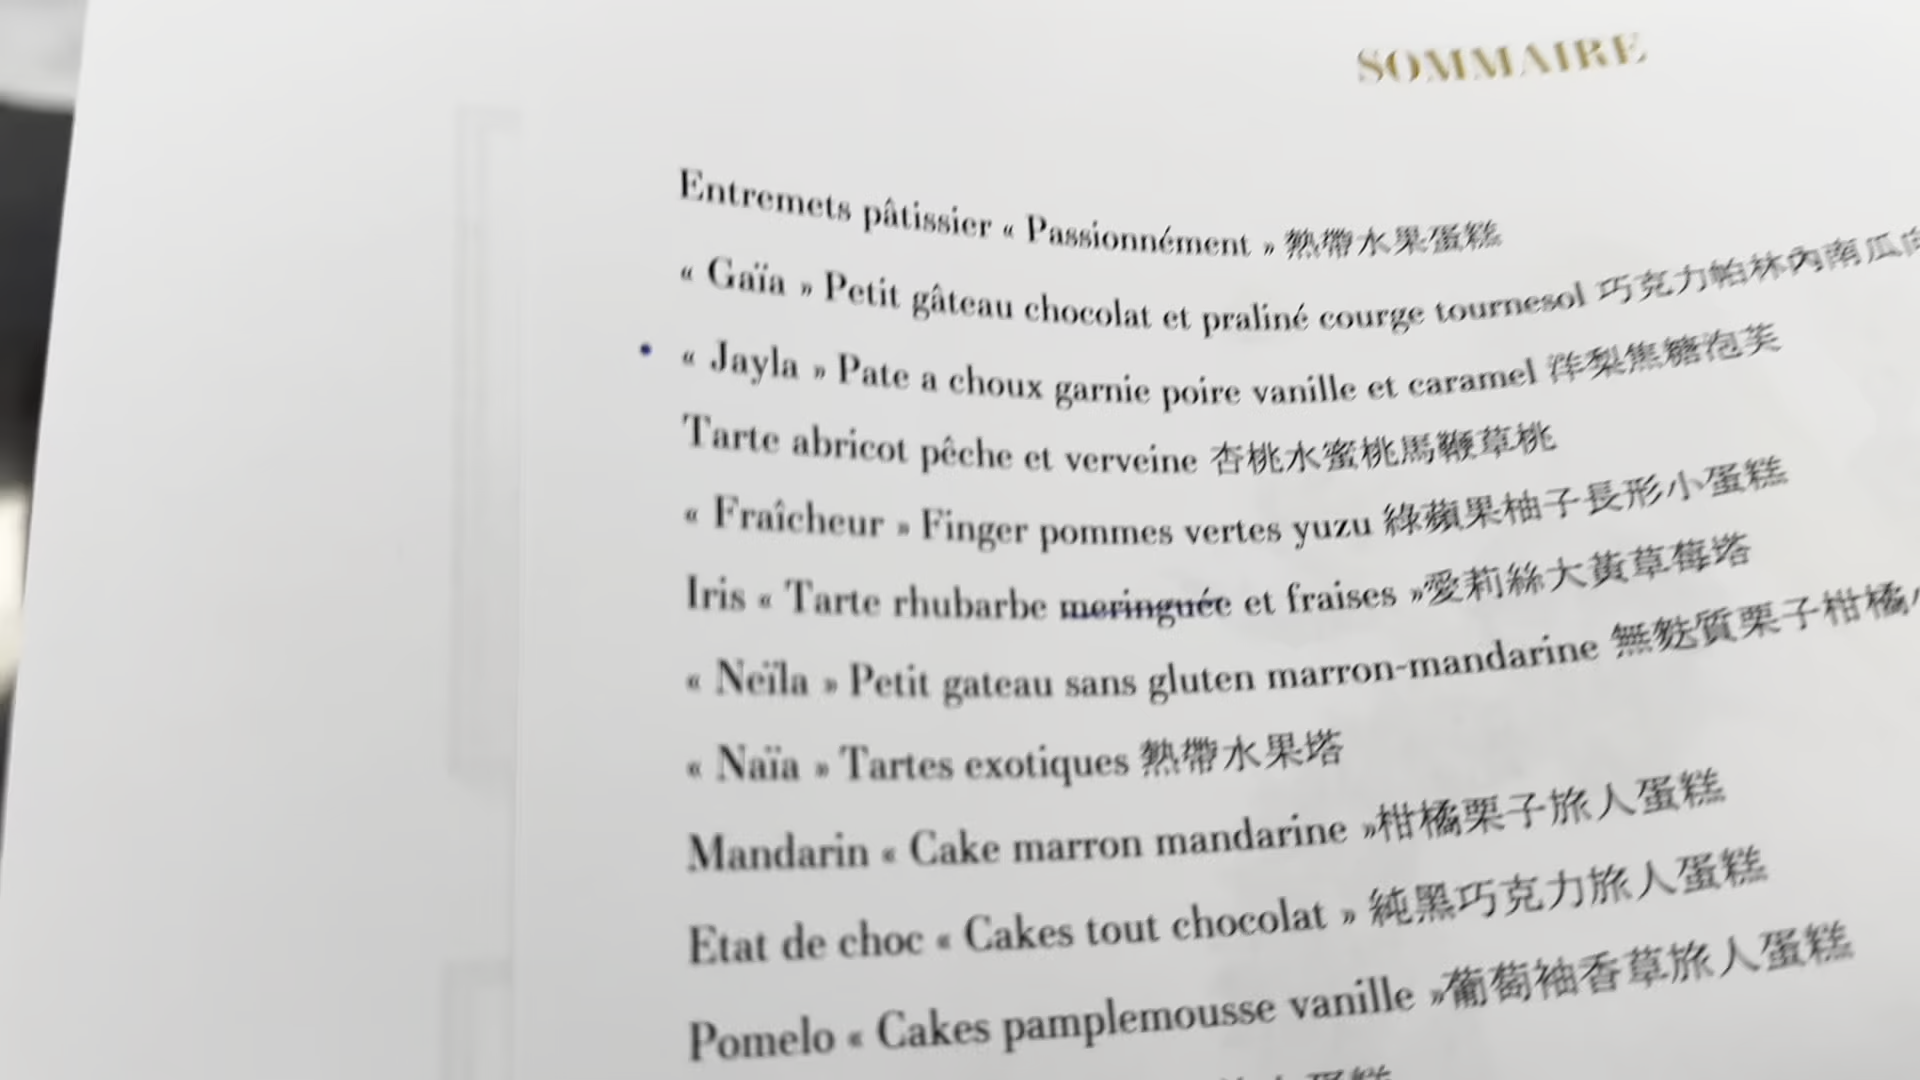 SOMMAIRE
Entremets pâtissier « Passionnément » 熱帶水果蛋糕
« Gaïa » Petit gâteau chocolat et praliné courge tournesol 巧克力帕林內南瓜向
« Jayla » Pate a choux garnie poire vanille et caramel 洋梨焦糖泡芙
Tarte abricot pêche et verveine 杏桃水蜜桃馬鞭草桃
« Fraîcheur » Finger pommes vertes yuzu 綠蘋果柚子長形小蛋糕
Iris « Tarte rhubarbe meringuée et fraises »愛莉絲大黃草莓塔
« Neïla » Petit gateau sans gluten marron-mandarine 無麩質栗子柑橘小
« Naïa » Tartes exotiques 熱帶水果塔
Mandarin « Cake marron mandarine »柑橘栗子旅人蛋糕
Etat de choc « Cakes tout chocolat » 純黑巧克力旅人蛋糕
Pomelo « Cakes pamplemousse vanille »葡萄袖香草旅人蛋糕